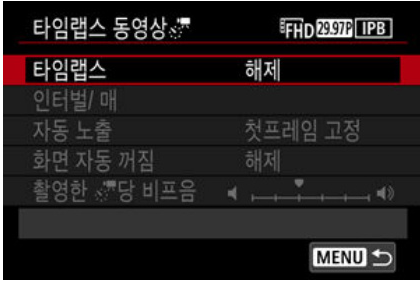 타임랩스 동영상 FHD 29.97P IPB
타임랩스 해제
인터벌/ 매
자동 노출 첫프레임 고정
화면 자동 꺼짐 해제
촬영한 당 비프음
MENU